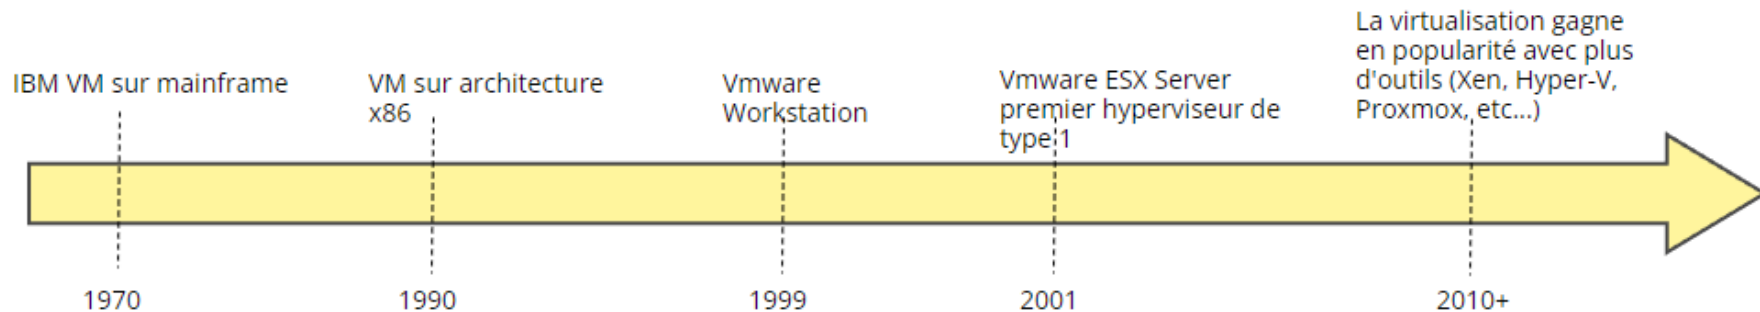 IBM VM sur mainframe
VM sur architecture
x86
Vmware
Workstation
Vmware ESX Server
premier hyperviseur de
type 1
La virtualisation gagne
en popularité avec plus
d'outils (Xen, Hyper-V,
Proxmox, etc...)
1970
1990
1999
2001
2010+